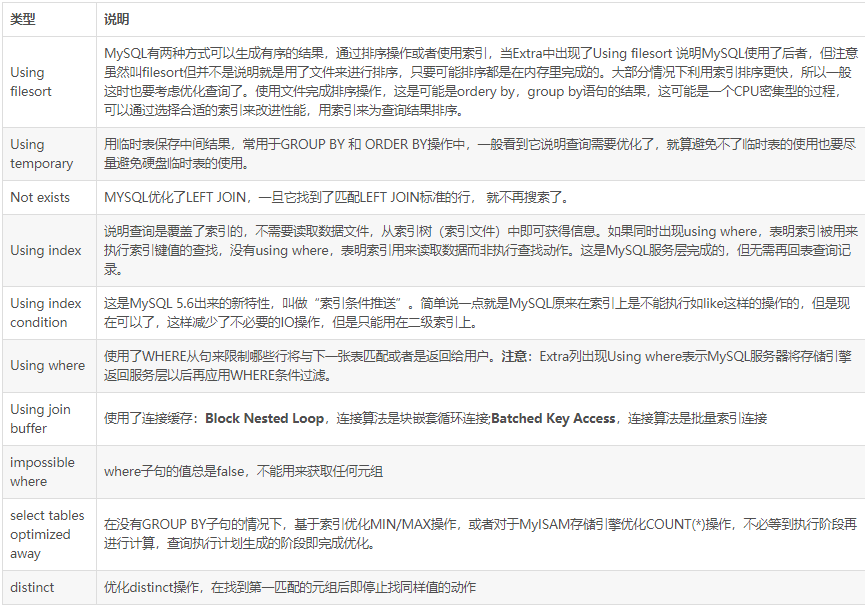 类型
说明
Using
filesort
MySQL有两种方式可以生成有序的结果，通过排序操作或者使用索引，当Extra中出现了Using filesort 说明MySQL使用了后者，但注意
虽然叫filesort但并不是说明就是用了文件来进行排序，只要可能排序都是在内存里完成的。大部分情况下利用索引排序更快，所以一般
这时也要考虑优化查询了。使用文件完成排序操作，这是可能是ordery by，group by语句的结果，这可能是一个CPU密集型的过程，
可以通过选择合适的索引来改进性能，用索引来为查询结果排序。
Using
temporary
用临时表保存中间结果，常用于GROUP BY 和 ORDER BY操作中，一般看到它说明查询需要优化了，就算避免不了临时表的使用也要尽
量避免硬盘临时表的使用。
Not exists
MYSQL优化了LEFT JOIN，一旦它找到了匹配LEFT JOIN标准的行， 就不再搜索了。
Using index
说明查询是覆盖了索引的，不需要读取数据文件，从索引树（索引文件）中即可获得信息。如果同时出现using where，表明索引被用来
执行索引键值的查找，没有using where，表明索引用来读取数据而非执行查找动作。这是MySQL服务层完成的，但无需再回表查询记
录。
Using index
condition
这是MySQL 5.6出来的新特性，叫做“索引条件推送”。简单说一点就是MySQL原来在索引上是不能执行如like这样的操作的，但是现
在可以了，这样减少了不必要的IO操作，但是只能用在二级索引上。
Using where
使用了WHERE从句来限制哪些行将与下一张表匹配或者是返回给用户。注意：Extra列出现Using where表示MySQL服务器将存储引擎
返回服务层以后再应用WHERE条件过滤。
Using join
buffer
使用了连接缓存：Block Nested Loop，连接算法是块嵌套循环连接;Batched Key Access，连接算法是批量索引连接
impossible
where
where子句的值总是false，不能用来获取任何元组
select tables
optimized
away
在没有GROUP BY子句的情况下，基于索引优化MIN/MAX操作，或者对于MyISAM存储引擎优化COUNT(*)操作，不必等到执行阶段再
进行计算，查询执行计划生成的阶段即完成优化。
distinct
优化distinct操作，在找到第一匹配的元组后即停止找同样值的动作